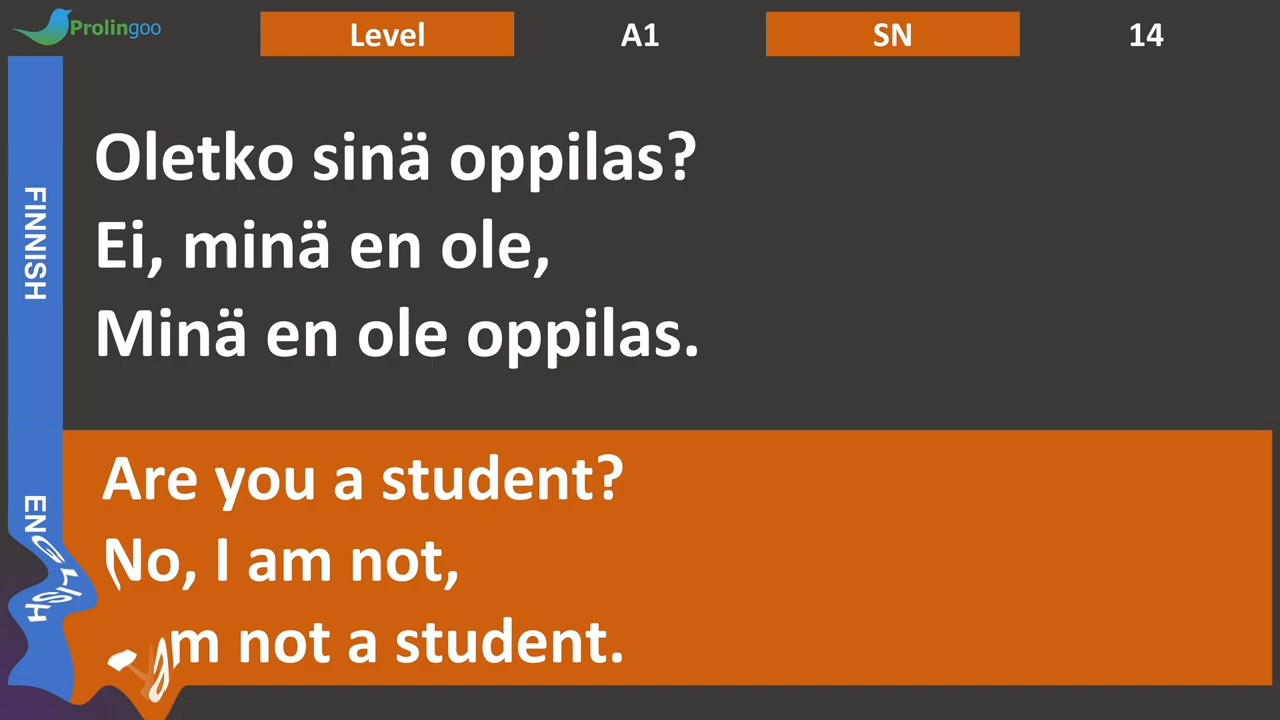 Prolingoo
Level A1 SN 14
FINNISH
Oletko sinä oppilas?
Ei, minä en ole,
Minä en ole oppilas.
ENGLISH
Are you a student?
No, I am not,
not a student.